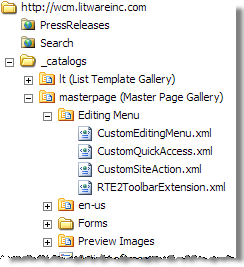 http://wcm.litwareinc.com
PressReleases
Search
_catalogs
lt (List Template Gallery)
masterpage (Master Page Gallery)
Editing Menu
CustomEditingMenu.xml
CustomQuickAccess.xml
CustomSiteAction.xml
RTE2ToolbarExtension.xml
en-us
Forms
Preview Images